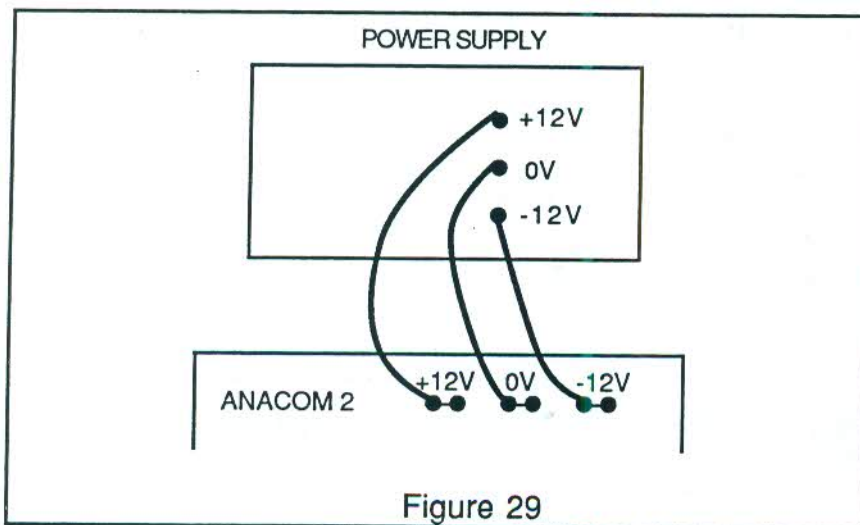 POWER SUPPLY
+12V
0V
-12V
+12V 0V -12V
ANACOM 2
Figure 29